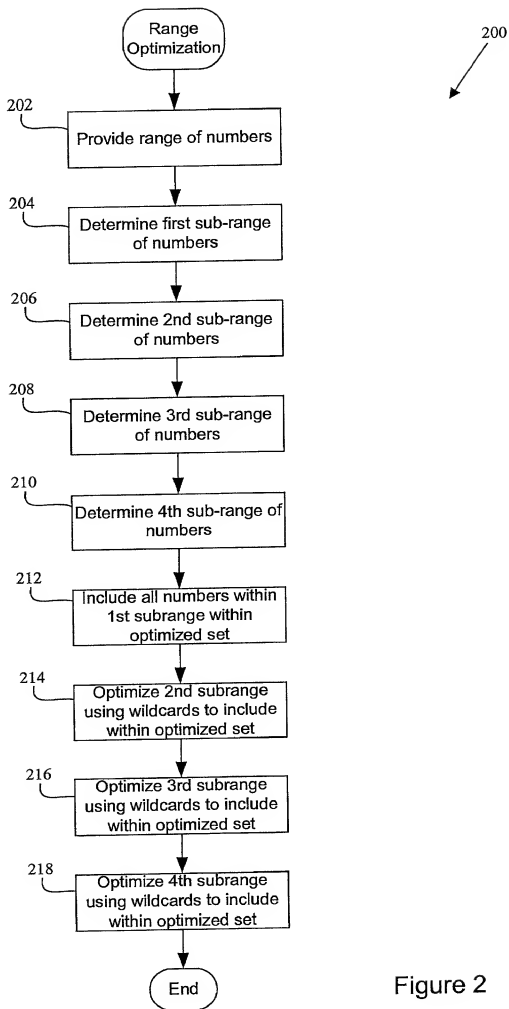 Range
Optimization
200
202
Provide range of numbers
204
Determine first sub-range
of numbers
206
Determine 2nd sub-range
of numbers
208
Determine 3rd sub-range
of numbers
210
Determine 4th sub-range of
numbers
212
Include all numbers within
1st subrange within
optimized set
214
Optimize 2nd subrange
using wildcards to include
within optimized set
216
Optimize 3rd subrange
using wildcards to include
within optimized set
218
Optimize 4th subrange
using wildcards to include
within optimized set
End
Figure 2